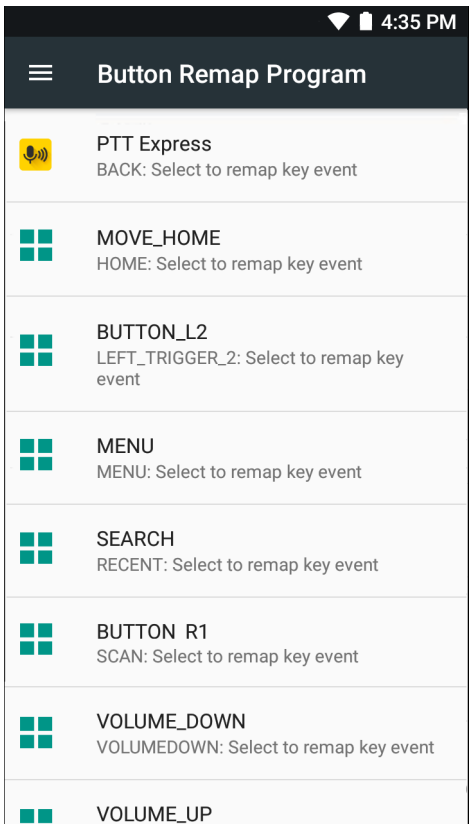 4:35 PM
Button Remap Program
PTT Express
BACK: Select to remap key event
MOVE_HOME
HOME: Select to remap key event
BUTTON_L2
LEFT_TRIGGER_2: Select to remap key
event
MENU
MENU: Select to remap key event
SEARCH
RECENT: Select to remap key event
BUTTON R1
SCAN: Select to remap key event
VOLUME_DOWN
VOLUMEDOWN: Select to remap key event
VOLUME_UP